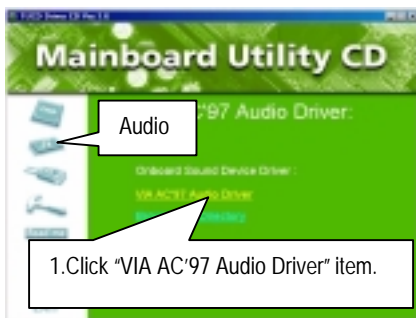 Mainboard Utility CD
Audio
'97 Audio Driver:
Onboard Sound Device Driver :
VIA AC'97 Audio Driver
1.Click “VIA AC’97 Audio Driver” item.